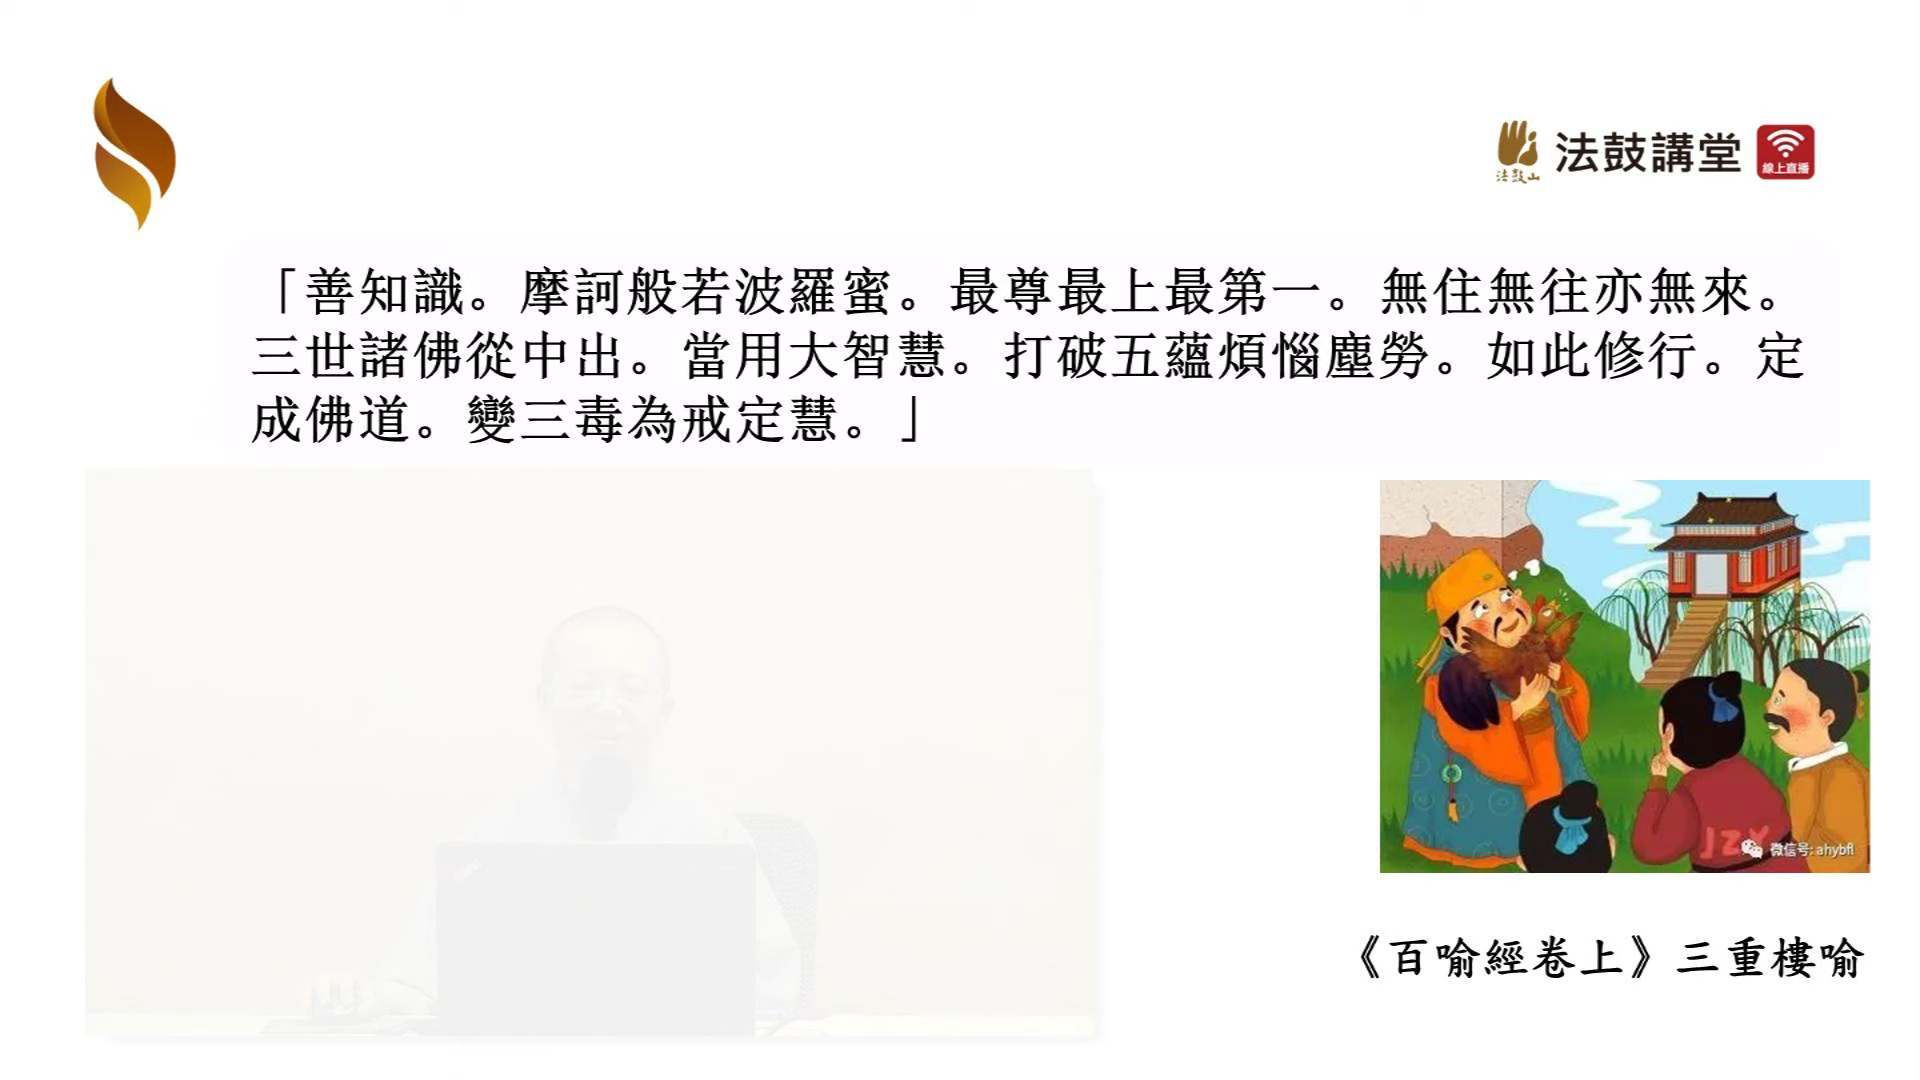 法鼓山
法鼓講堂
線上直播
「善知識。摩訶般若波羅蜜。最尊最上最第一。無住無往亦無來。
三世諸佛從中出。當用大智慧。打破五蘊煩惱塵勞。如此修行。定
成佛道。變三毒為戒定慧。」
JZY
微信号: ahybfl
《百喻經卷上》三重樓喻